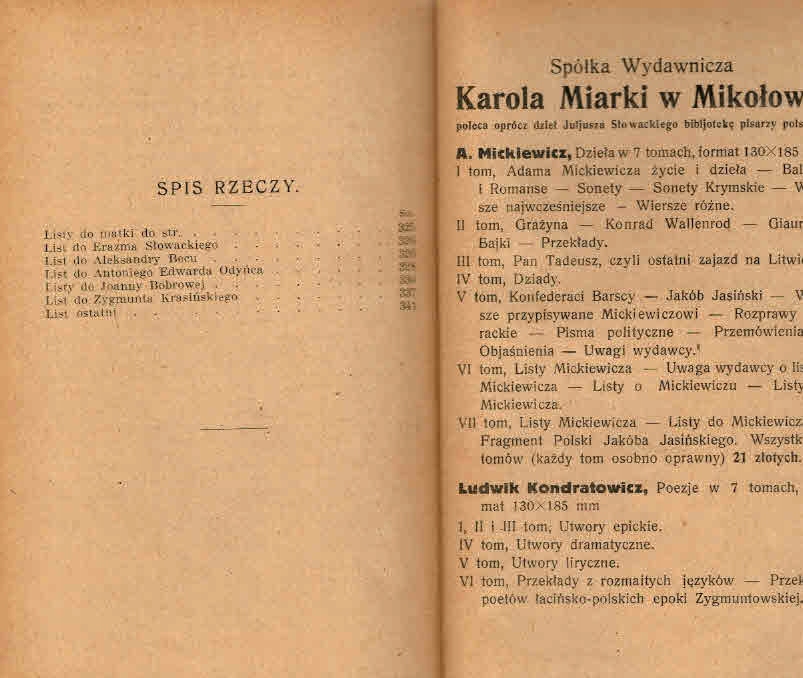 SPIS RZECZY.
Str.
Listy do matki do str. . . . . . . . . 325
List do Erazma Słowackiego . . . . . . 326
List do Aleksandry Becu . . . . . . .
List do Antoniego Edwarda Odyńca . . . . 328
Listy do Joanny Bobrowej . . . . . . .
List do Zygmunta Krasińskiego . . . . . 337
List ostatni . . . . . . . . . 341
Spółka Wydawnicza
Karola Miarki w Mikołow
poleca oprócz dzieł Juljusza Słowackiego bibljotekę pisarzy pols
A. Mickiewicz, Dzieła w 7 tomach, format 130×185
I tom, Adama Mickiewicza życie i dzieła — Bal
i Romanse — Sonety — Sonety Krymskie — W
sze najwcześniejsze — Wiersze różne.
II tom, Grażyna — Konrad Wallenrod — Giaur
Bajki — Przekłady.
III tom, Pan Tadeusz, czyli ostatni zajazd na Litwie
IV tom, Dziady.
V tom, Konfederaci Barscy — Jakób Jasiński — W
sze przypisywane Mickiewiczowi — Rozprawy
rackie — Pisma polityczne — Przemówienia
Objaśnienia — Uwagi wydawcy.
VI tom, Listy Mickiewicza — Uwaga wydawcy o lis
Mickiewicza — Listy o Mickiewiczu — Listy
Mickiewicza.
VII tom, Listy Mickiewicza — Listy do Mickiewicz
Fragment Polski Jakóba Jasińskiego. Wszystk
tomów (każdy tom osobno oprawny) 21 złotych.
Ludwik Kondratowicz, Poezje w 7 tomach,
mat 130×185 mm
I, II i III tom, Utwory epickie.
IV tom, Utwory dramatyczne.
V tom, Utwory liryczne.
VI tom, Przekłady z rozmaitych języków — Przek
poetów łacińsko-polskich epoki Zygmuntowskiej.